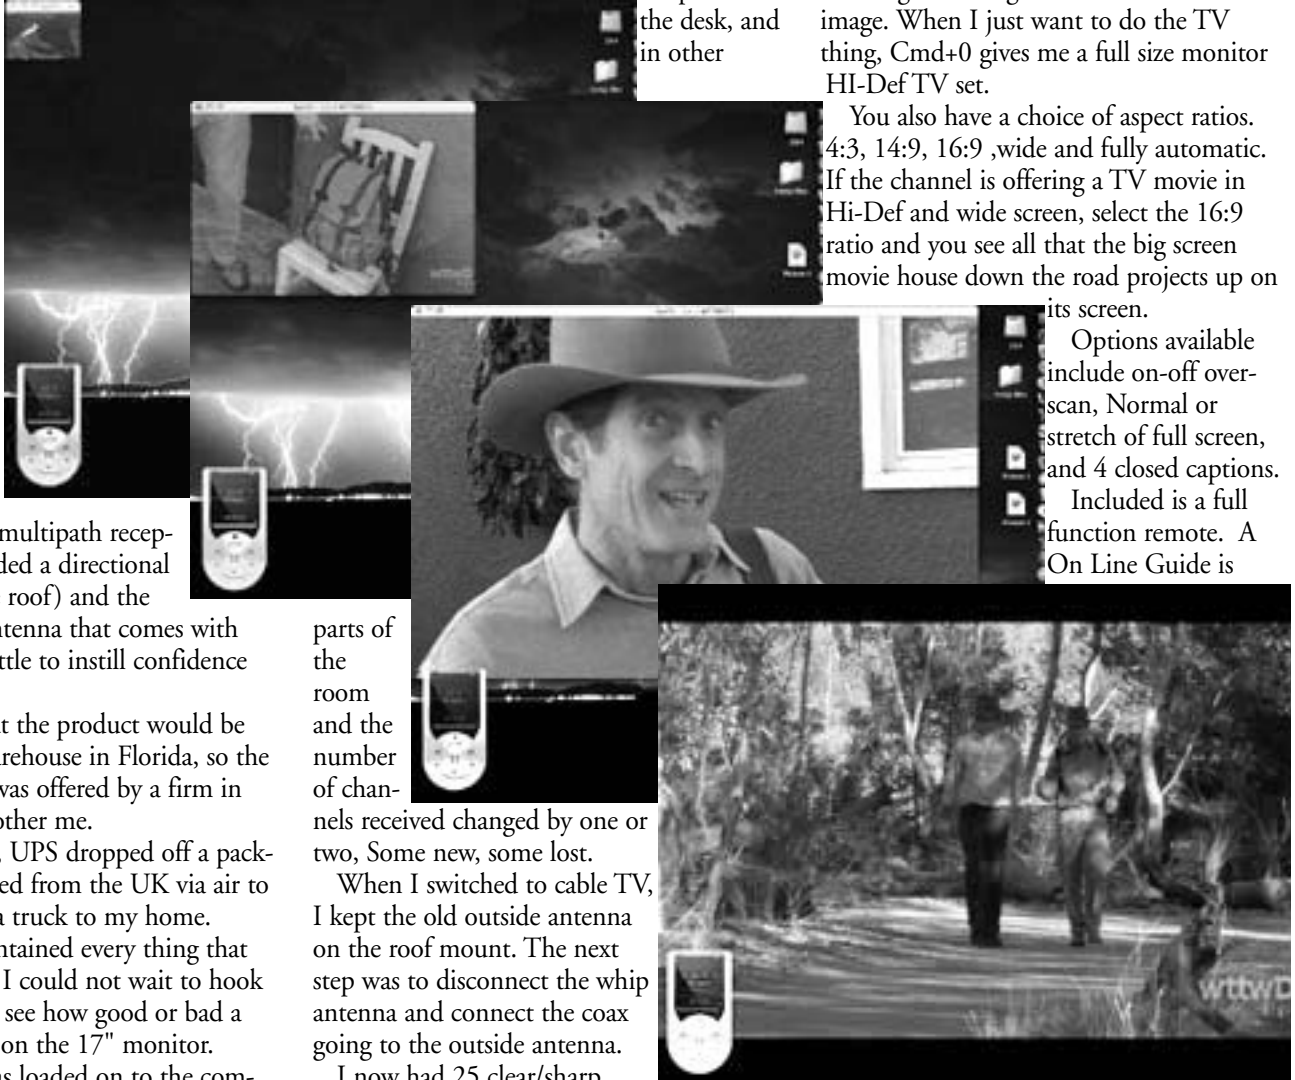 multipath recep-
ded a directional
roof) and the
ntenna that comes with
ttle to instill confidence
t the product would be
rehouse in Florida, so the
was offered by a firm in
other me.
, UPS dropped off a pack-
ed from the UK via air to
a truck to my home.
ntained every thing that
I could not wait to hook
see how good or bad a
on the 17" monitor.
s loaded on to the com-
the desk, and
in other
parts of
the
room
and the
number
of chan-
nels received changed by one or
two, Some new, some lost.
When I switched to cable TV,
I kept the old outside antenna
on the roof mount. The next
step was to disconnect the whip
antenna and connect the coax
going to the outside antenna.
I now had 25 clear/sharp
image. When I just want to do the TV
thing, Cmd+0 gives me a full size monitor
HI-Def TV set.
You also have a choice of aspect ratios.
4:3, 14:9, 16:9 ,wide and fully automatic.
If the channel is offering a TV movie in
Hi-Def and wide screen, select the 16:9
ratio and you see all that the big screen
movie house down the road projects up on
its screen.
Options available
include on-off over-
scan, Normal or
stretch of full screen,
and 4 closed captions.
Included is a full
function remote.  A
On Line Guide is
wttwD